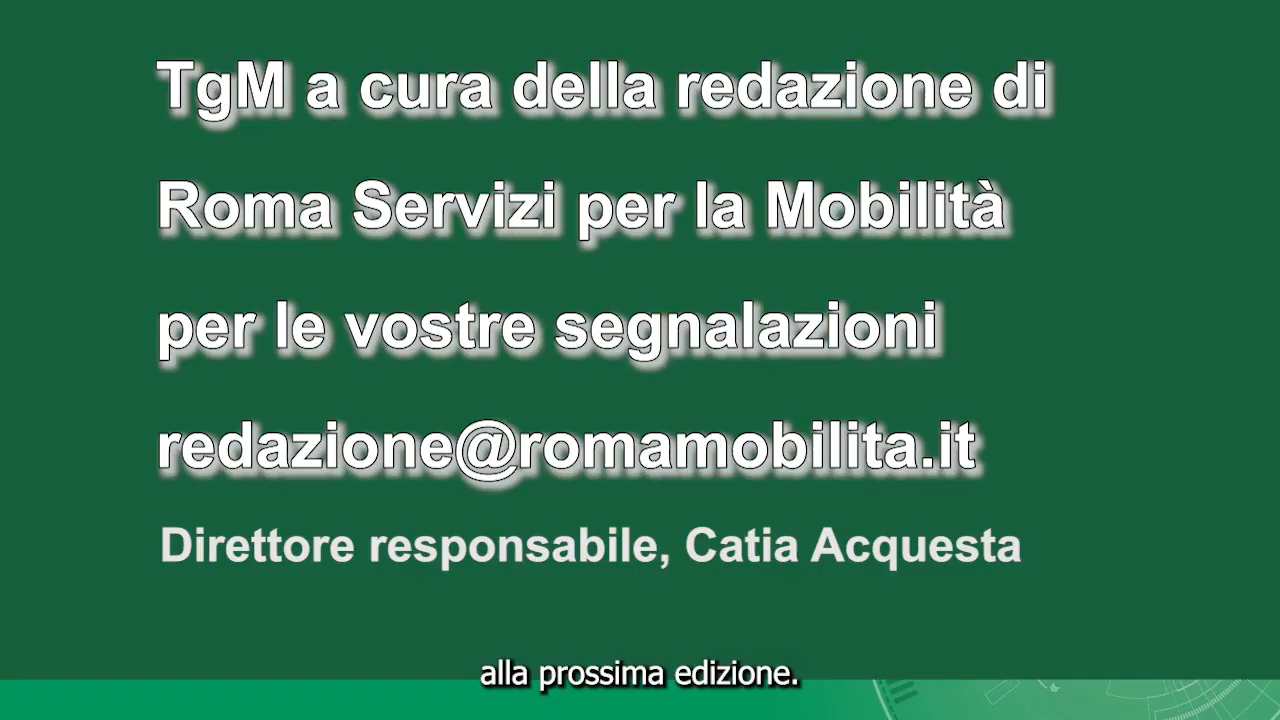 TgM a cura della redazione di
Roma Servizi per la Mobilità
per le vostre segnalazioni
redazione@romamobilita.it
Direttore responsabile, Catia Acquesta
alla prossima edizione.